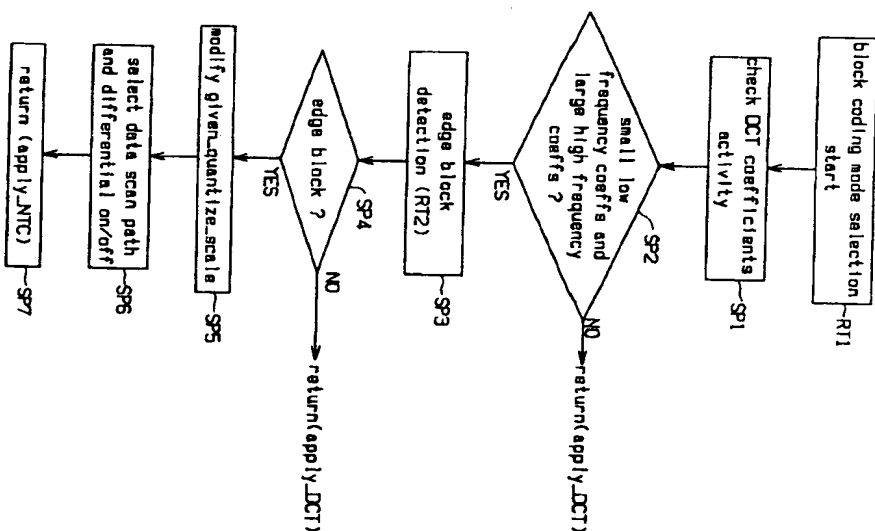 block coding mode selection
start
RT1
check DCT coefficients
activity
SP1
small low
frequency coeffs and
large high frequency
coeffs ?
SP2
NO
return(apply_DCT)
YES
edge block
detection (RT2)
SP3
edge block ?
SP4
NO
return(apply_DCT)
YES
modify given_quantize_scale
SP5
select data scan path
and differential on/off
SP6
return (apply_NTC)
SP7